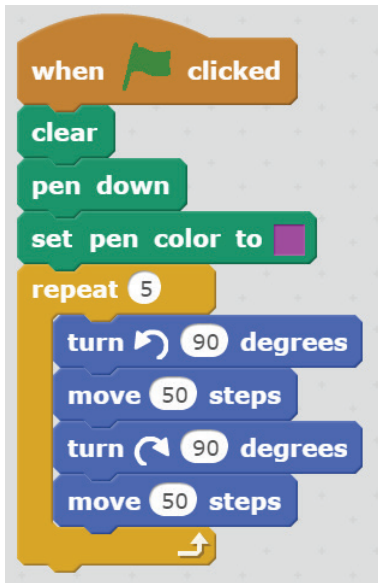 when clicked
clear
pen down
set pen color to
repeat 5
turn 90 degrees
move 50 steps
turn 90 degrees
move 50 steps